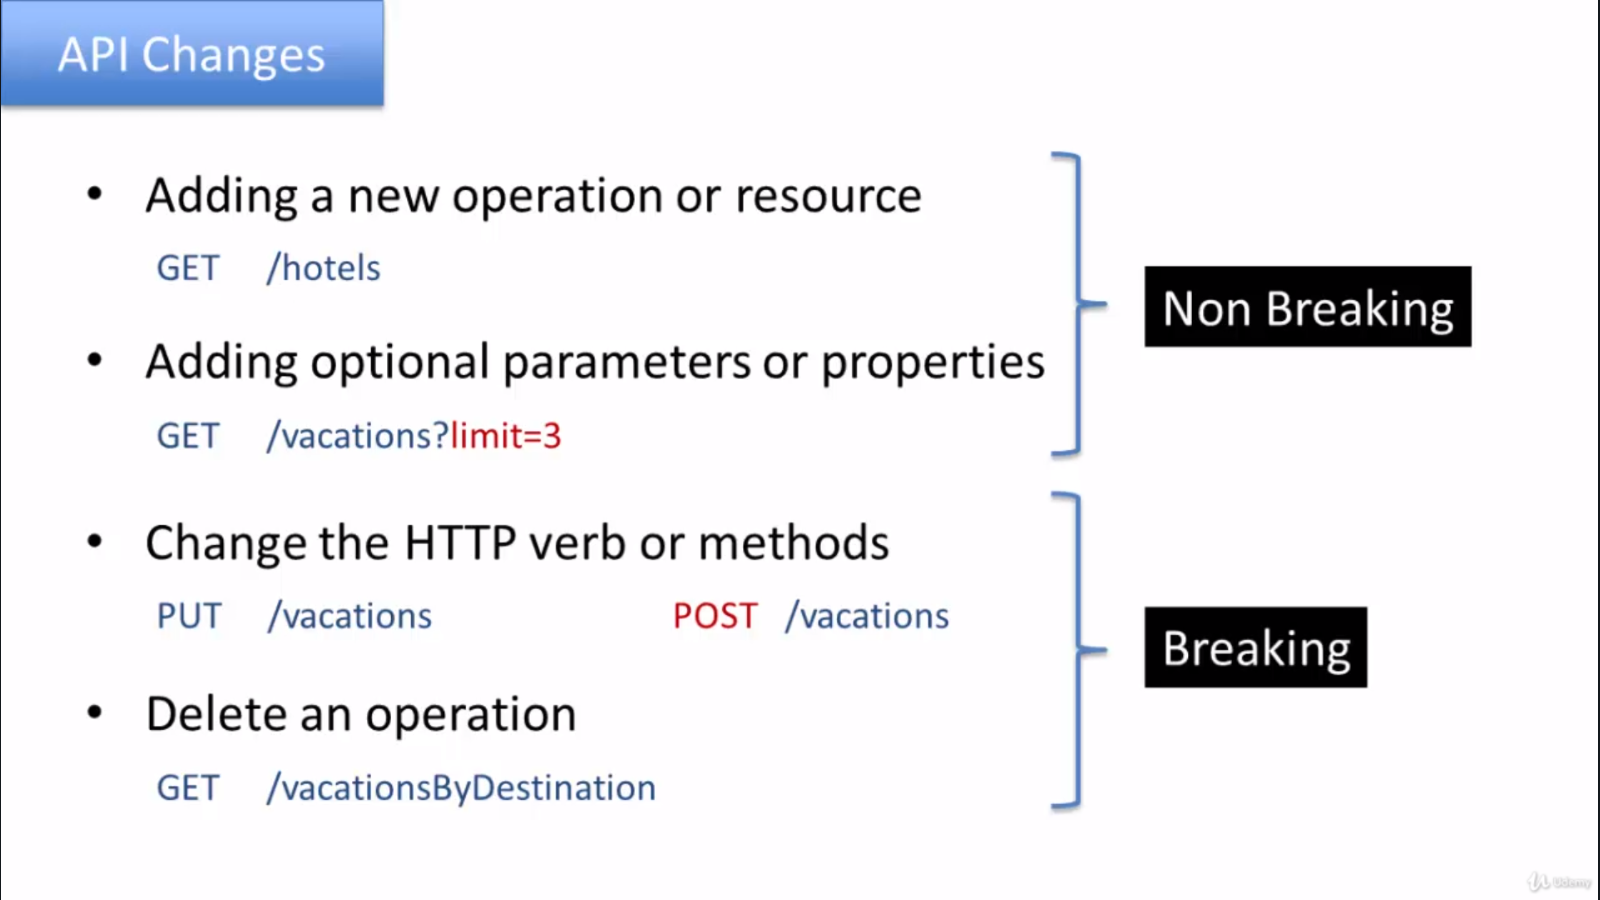 API Changes
• Adding a new operation or resource
GET /hotels
• Adding optional parameters or properties
GET /vacations?limit=3
Non Breaking
• Change the HTTP verb or methods
PUT /vacations POST /vacations
• Delete an operation
GET /vacationsByDestination
Breaking
Udemy